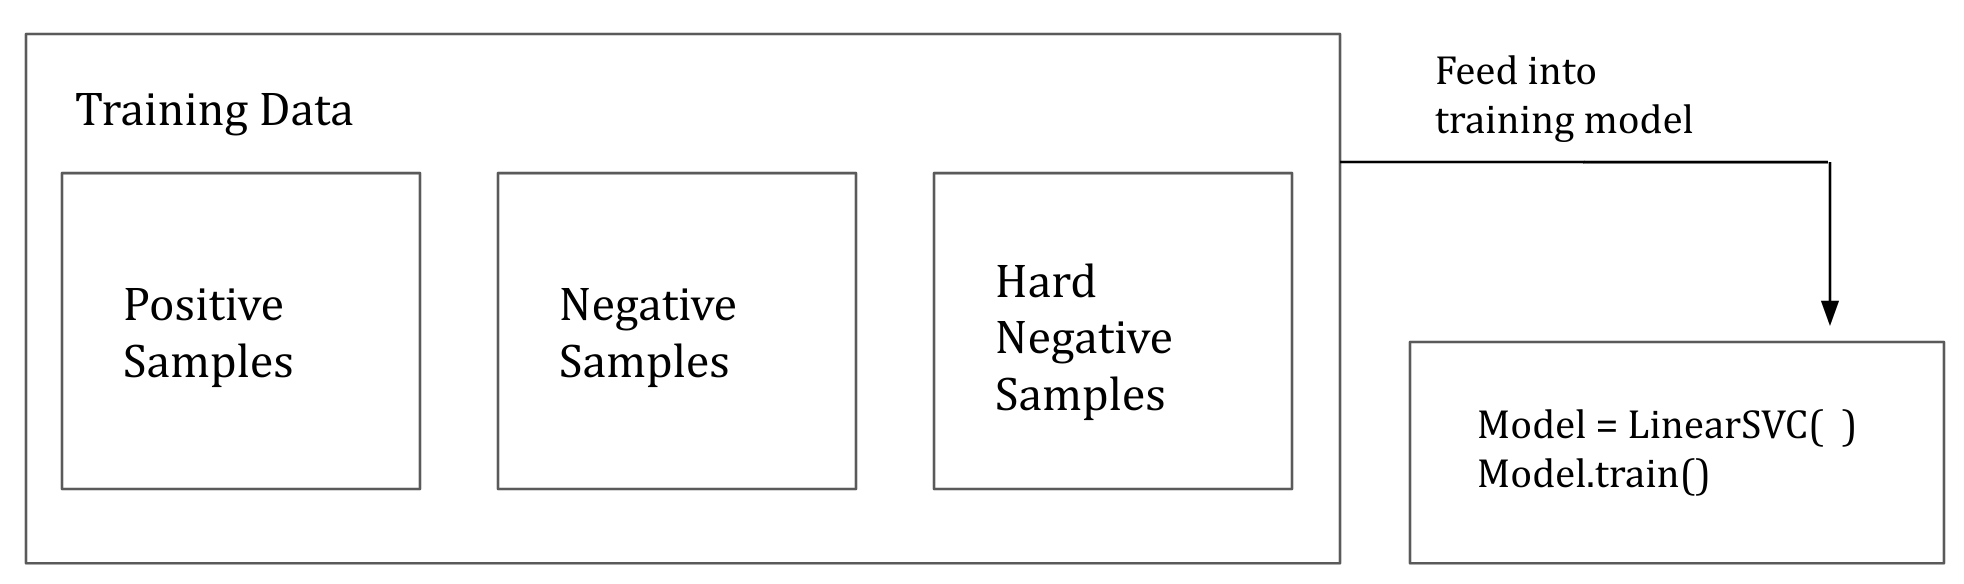 Training Data
Positive
Samples
Negative
Samples
Hard
Negative
Samples
Feed into
training model
Model = LinearSVC(  )
Model.train()